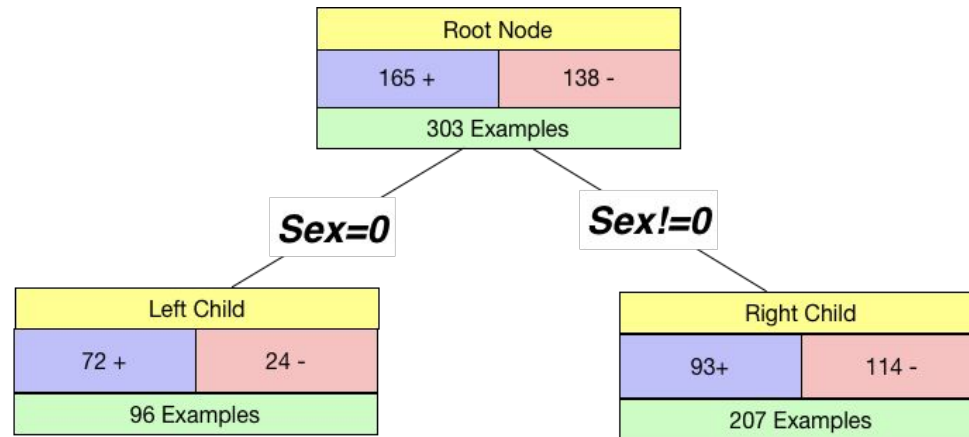 Root Node
165 +
138 -
303 Examples
Sex=0
Sex!=0
Left Child
72 +
24 -
96 Examples
Right Child
93+
114 -
207 Examples